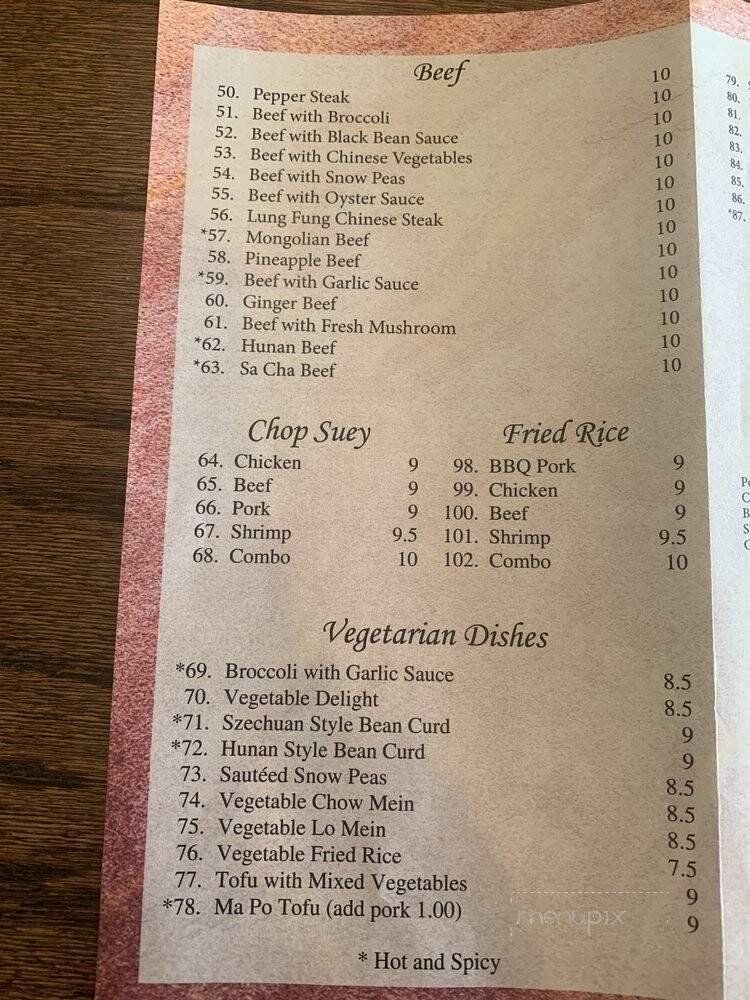 Beef
50. Pepper Steak 10
51. Beef with Broccoli 10
52. Beef with Black Bean Sauce 10
53. Beef with Chinese Vegetables 10
54. Beef with Snow Peas 10
55. Beef with Oyster Sauce 10
56. Lung Fung Chinese Steak 10
*57. Mongolian Beef 10
58. Pineapple Beef 10
*59. Beef with Garlic Sauce 10
60. Ginger Beef 10
61. Beef with Fresh Mushroom 10
*62. Hunan Beef 10
*63. Sa Cha Beef 10
Chop Suey
64. Chicken 9
65. Beef 9
66. Pork 9
67. Shrimp 9.5
68. Combo 10
Fried Rice
98. BBQ Pork 9
99. Chicken 9
100. Beef 9
101. Shrimp 9.5
102. Combo 10
Vegetarian Dishes
*69. Broccoli with Garlic Sauce 8.5
70. Vegetable Delight 8.5
*71. Szechuan Style Bean Curd 9
*72. Hunan Style Bean Curd 9
73. Sautéed Snow Peas 8.5
74. Vegetable Chow Mein 8.5
75. Vegetable Lo Mein 8.5
76. Vegetable Fried Rice 7.5
77. Tofu with Mixed Vegetables 9
*78. Ma Po Tofu (add pork 1.00) 9
* Hot and Spicy
menupix
79.
80.
81.
82.
83.
84.
85.
86.
*87.